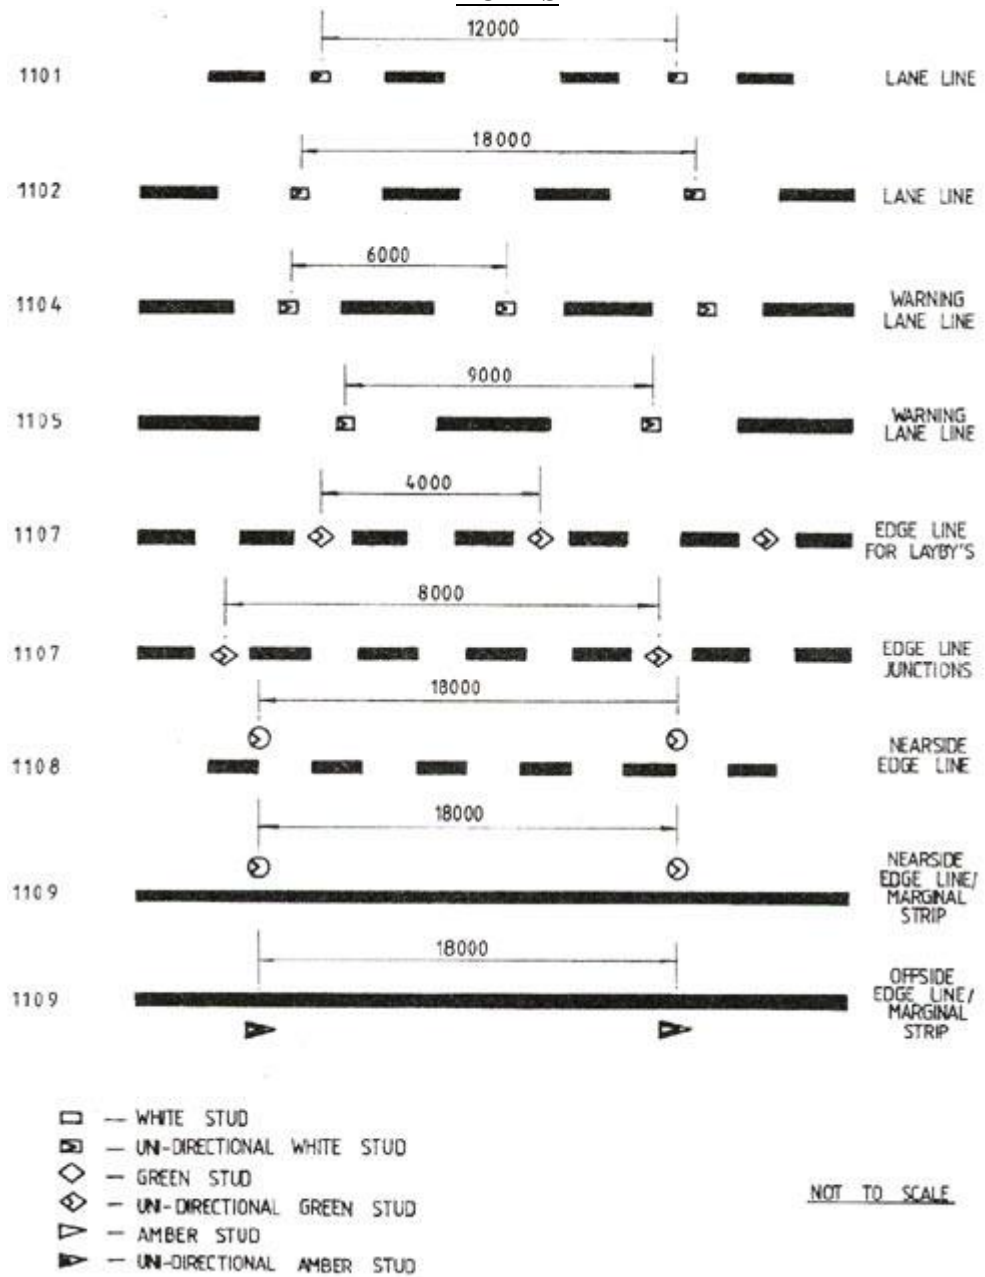 12000
1101 LANE LINE
18000
1102 LANE LINE
6000
1104 WARNING
LANE LINE
9000
1105 WARNING
LANE LINE
4000
1107 EDGE LINE
FOR LAYBY'S
8000
1107 EDGE LINE
JUNCTIONS
18000
1108 NEARSIDE
EDGE LINE
18000
1109 NEARSIDE
EDGE LINE/
MARGINAL
STRIP
18000
1109 OFFSIDE
EDGE LINE/
MARGINAL
STRIP
— WHITE STUD
— UNI-DIRECTIONAL WHITE STUD
— GREEN STUD
— UNI-DIRECTIONAL GREEN STUD
— AMBER STUD
— UNI-DIRECTIONAL AMBER STUD
NOT TO SCALE